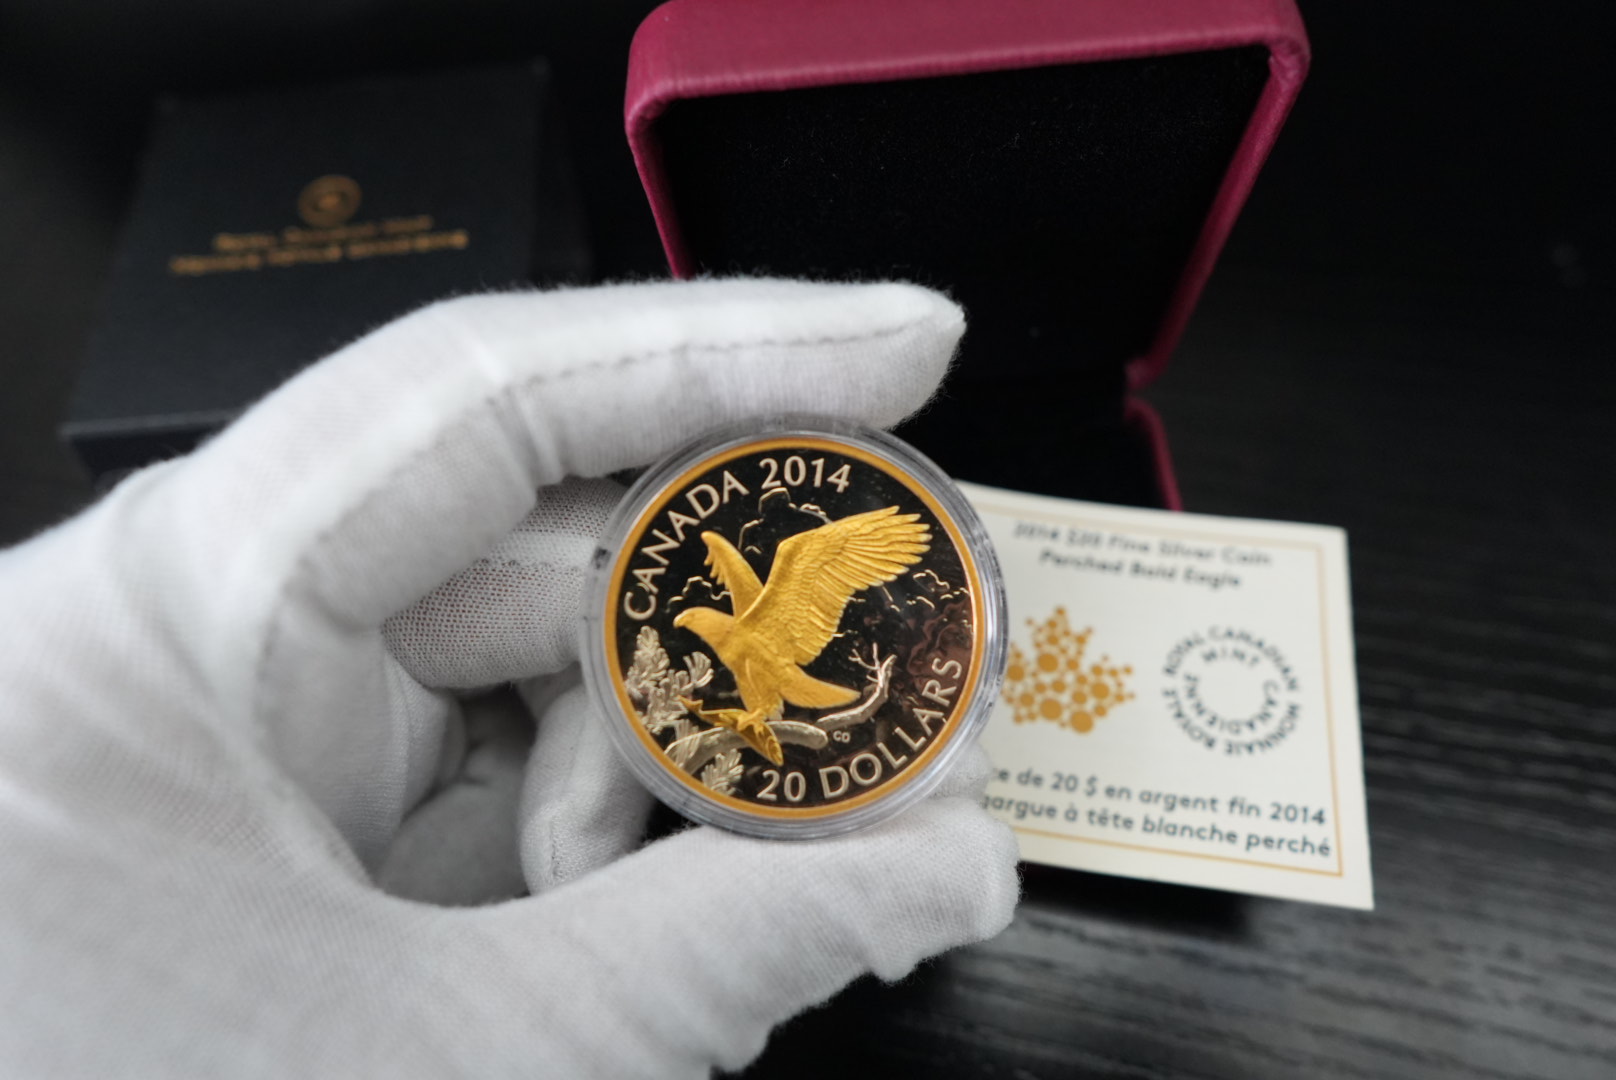 CANADA 2014
20 DOLLARS
CD
2014 $20 Fine Silver Coin
Perched Bald Eagle
ROYAL CANADIAN MINT
MONNAIE ROYALE CANADIENNE
de 20 $ en argent fin 2014
à tête blanche perché